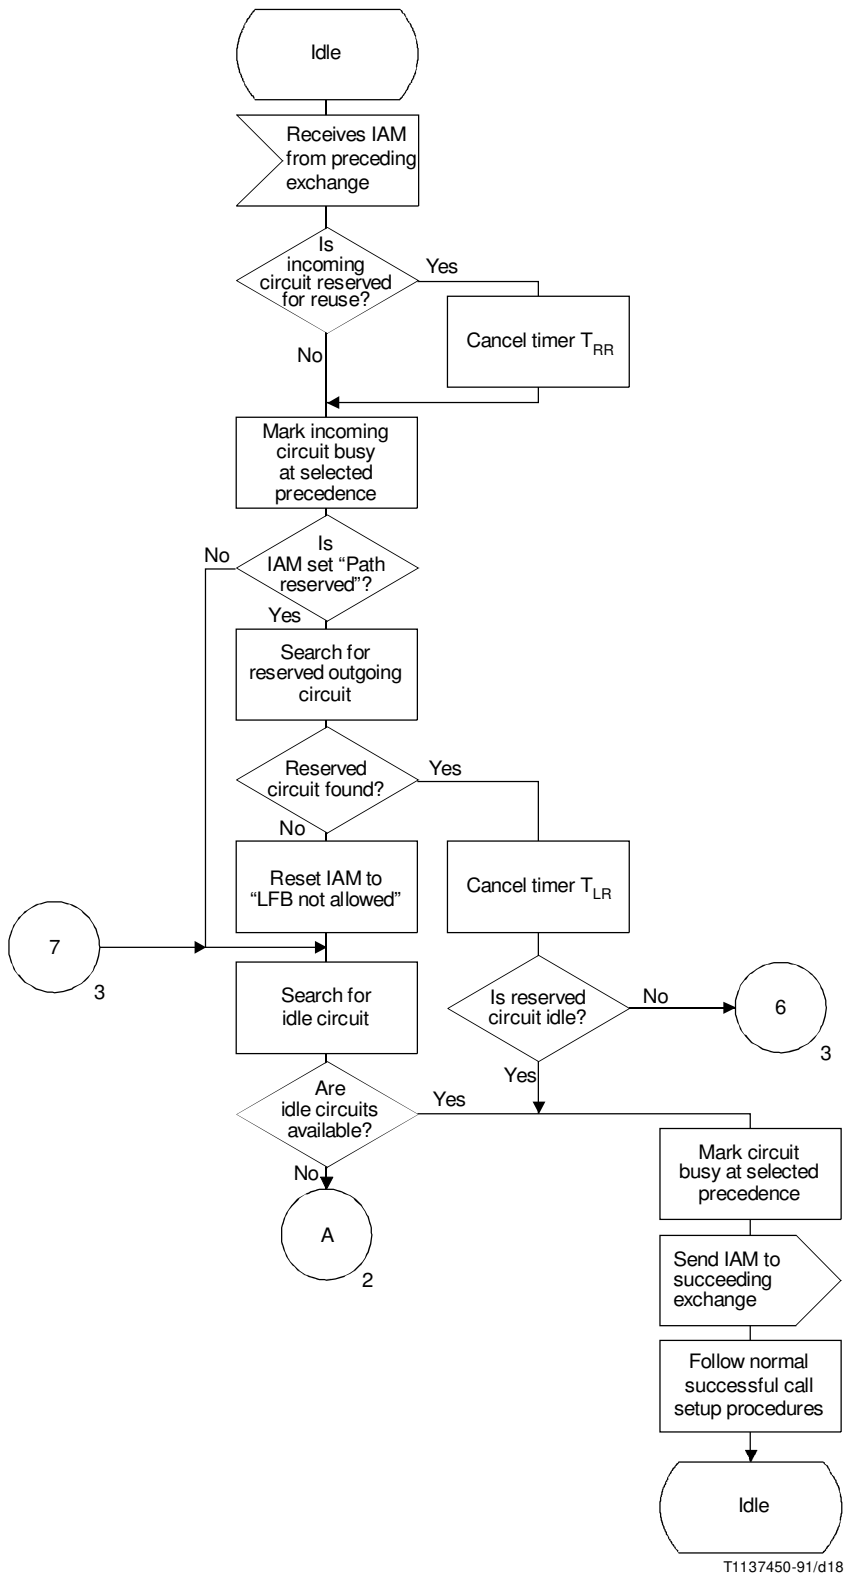 Idle
Receives IAM
from preceding
exchange
Is
incoming
circuit reserved
for reuse?
Yes
Cancel timer T RR
No
Mark incoming
circuit busy
at selected
precedence
No
Is
IAM set “Path
reserved”?
Yes
Search for
reserved outgoing
circuit
Reserved
circuit found?
Yes
No
Reset IAM to
“LFB not allowed”
Cancel timer T LR
7
3
Search for
idle circuit
Is reserved
circuit idle?
No
6
3
Yes
Are
idle circuits
available?
Yes
No
A
2
Mark circuit
busy at selected
precedence
Send IAM to
succeeding
exchange
Follow normal
successful call
setup procedures
Idle
T1137450-91/d18